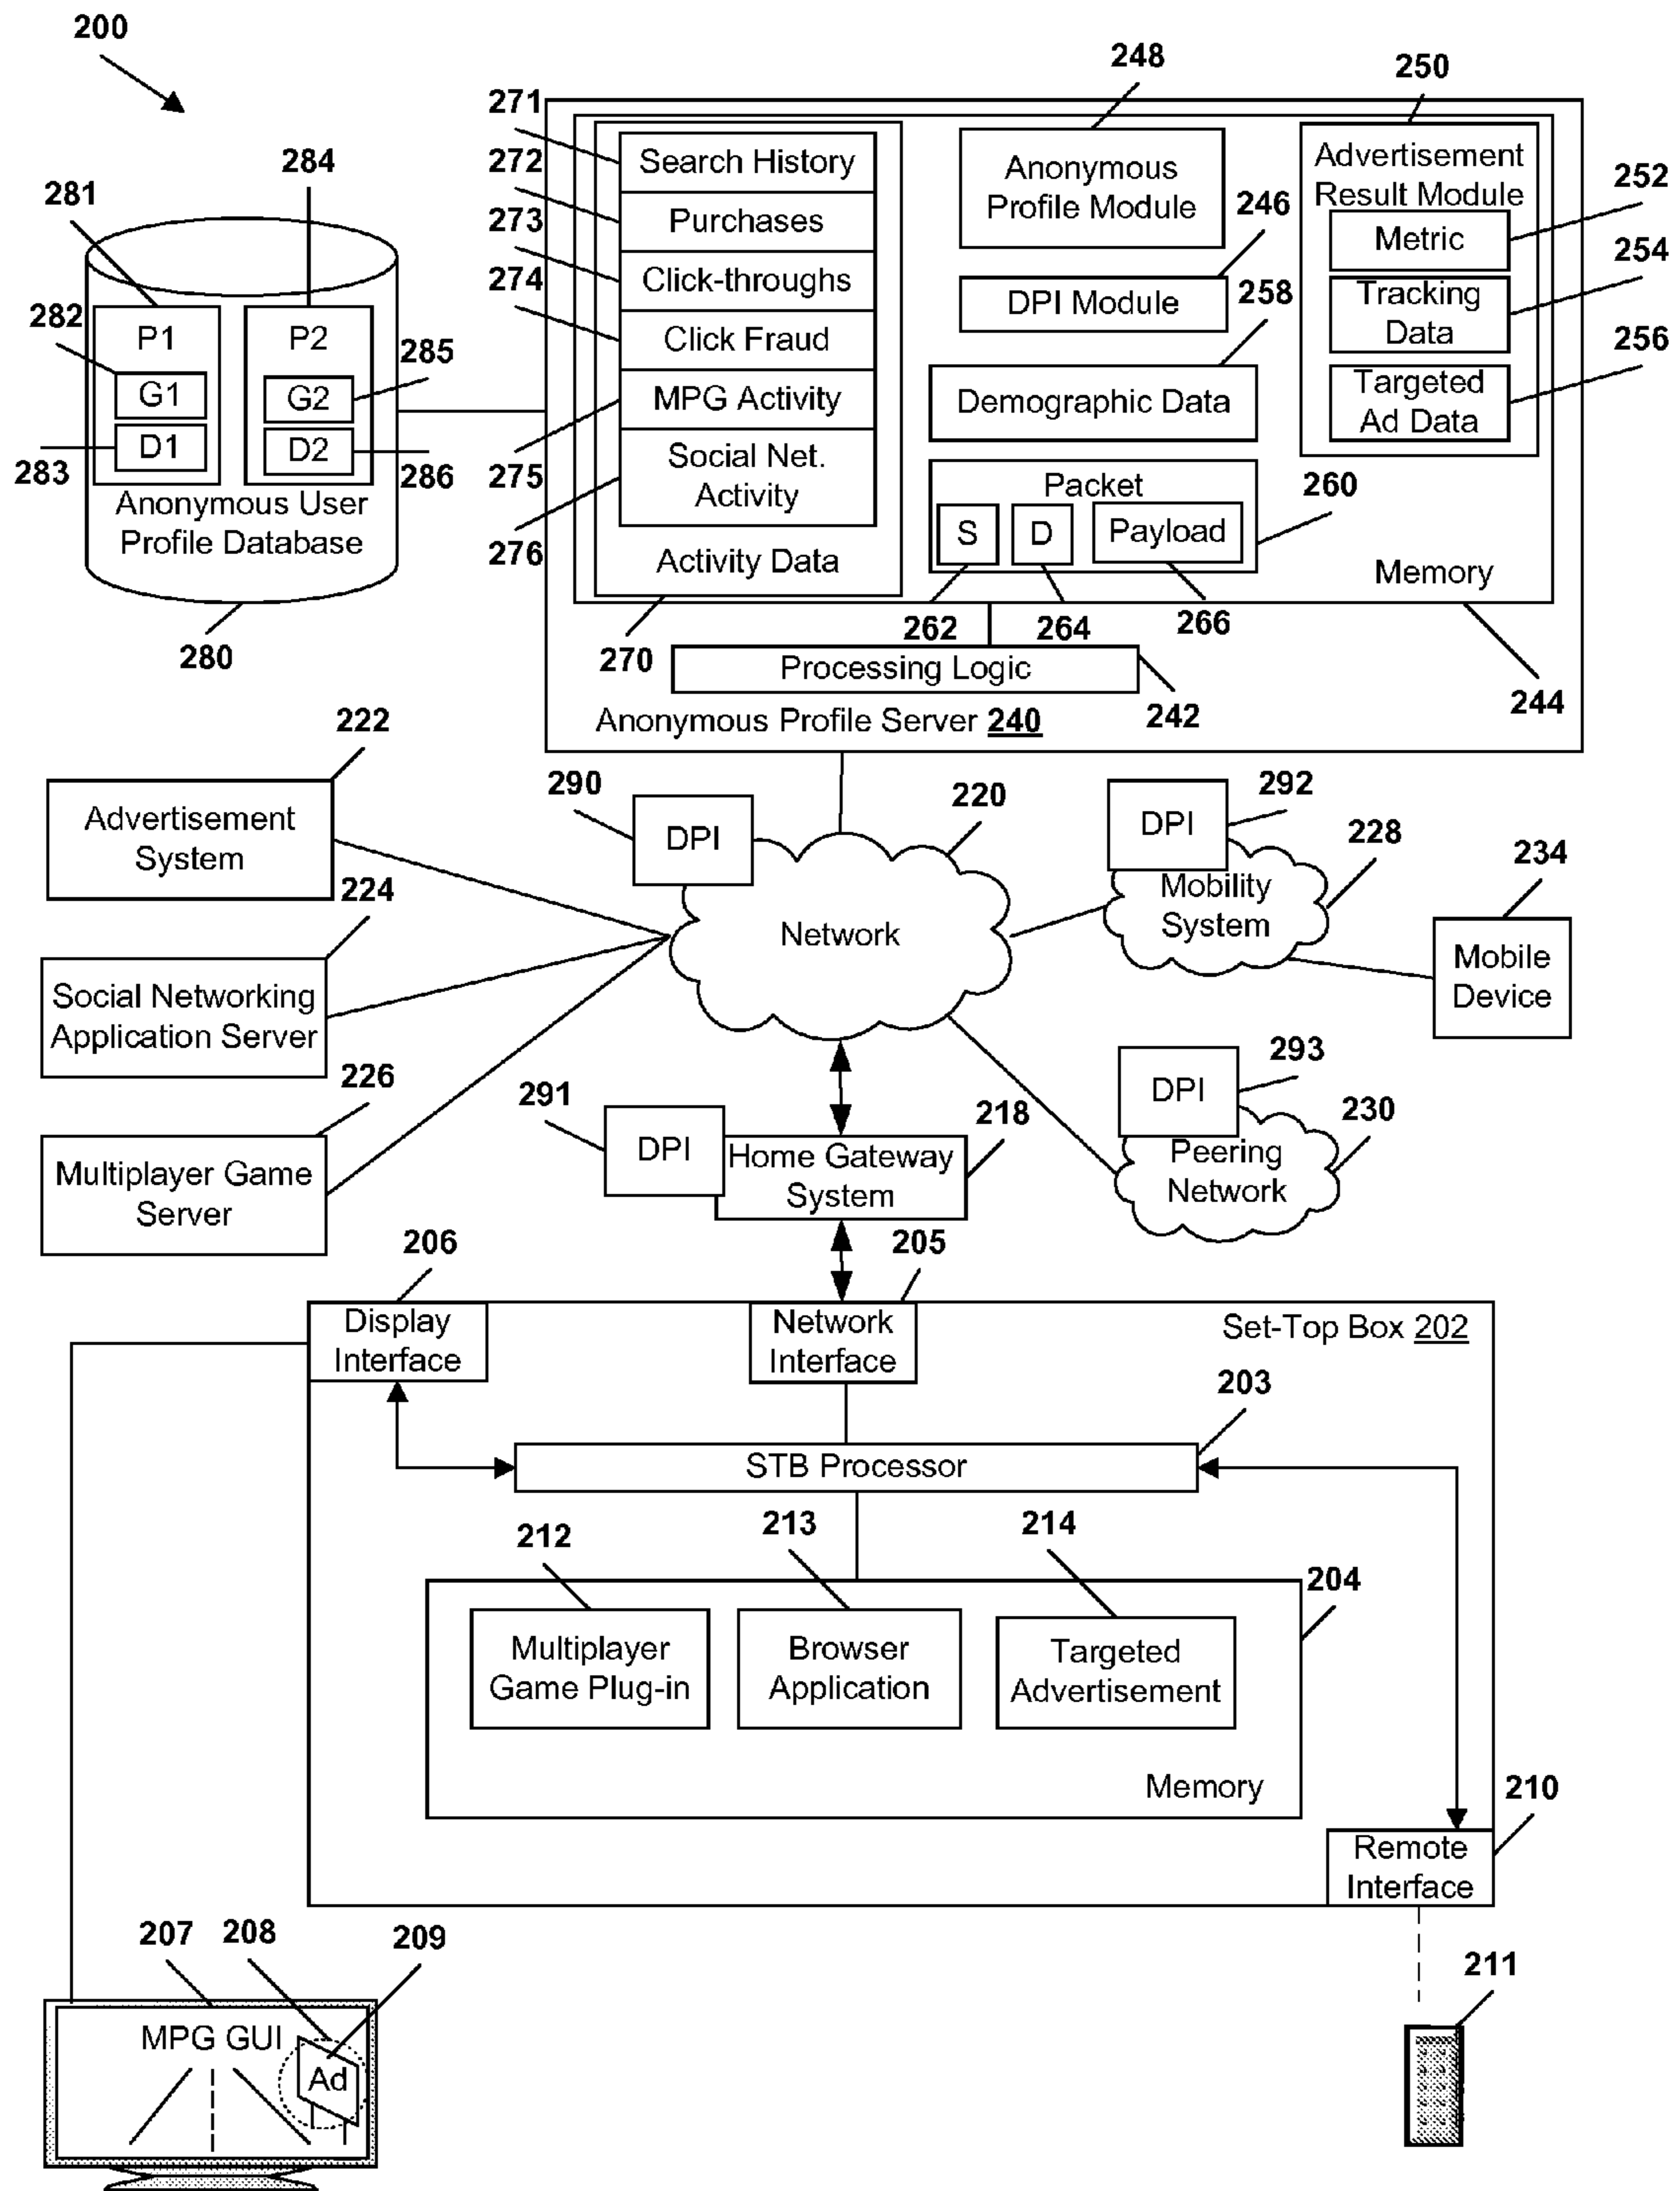 200
248
250
271
Search History
Anonymous
Profile Module
Advertisement
Result Module
284
272
252
281
Purchases
246
Metric
273
Click-throughs
DPI Module
258
254
Tracking
Data
282
P1
P2
274
Click Fraud
285
256
G1
G2
MPG Activity
Demographic Data
Targeted
Ad Data
D1
D2
283
286
275
Social Net.
Activity
Packet
260
Anonymous User
Profile Database
S
D
Payload
276
Activity Data
Memory
280
270
262
264
266
Processing Logic
242
244
Anonymous Profile Server 240
222
290
220
292
Advertisement
System
DPI
DPI
228
234
224
Network
Mobility
System
Mobile
Device
Social Networking
Application Server
293
226
291
218
DPI
230
Multiplayer Game
Server
DPI
Home Gateway
System
Peering
Network
206
205
Display
Interface
Network
Interface
Set-Top Box 202
203
STB Processor
212
213
214
204
Multiplayer
Game Plug-in
Browser
Application
Targeted
Advertisement
Memory
210
Remote
Interface
207
208
209
211
MPG GUI
Ad